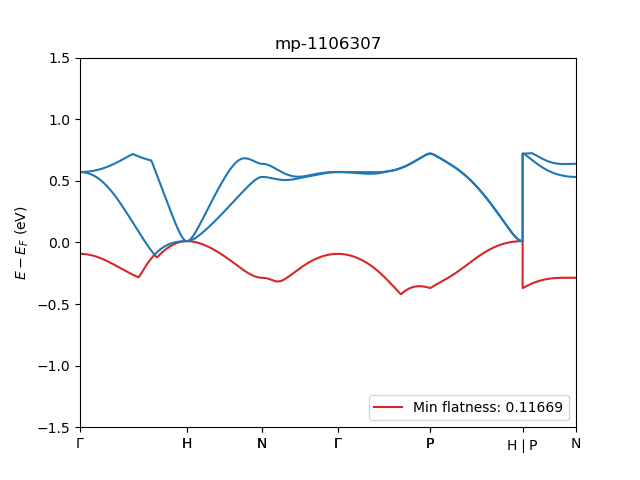 mp-1106307
E − E_F (eV)
1.5
1.0
0.5
0.0
−0.5
−1.0
−1.5
Min flatness: 0.11669
Γ H N Γ P H | P N